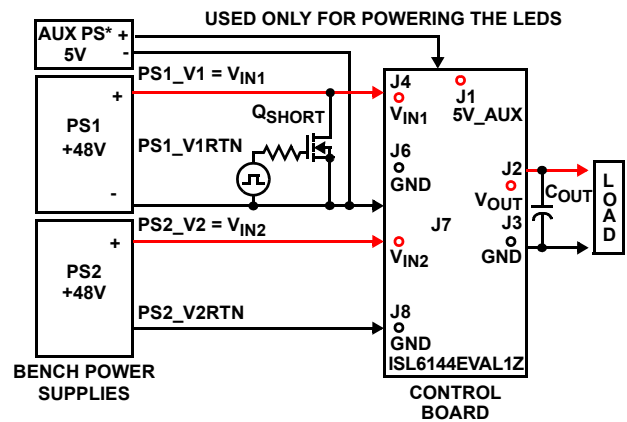 USED ONLY FOR POWERING THE LEDS
AUX PS* +
5V -
+
PS1
+48V
-
PS1_V1 = VIN1
QSHORT
PS1_V1RTN
+
PS2
+48V
PS2_V2 = VIN2
PS2_V2RTN
BENCH POWER
SUPPLIES
J4
VIN1
J1
5V_AUX
J6
GND
J2
VOUT
J7
J3
GND
VIN2
J8
GND
ISL6144EVAL1Z
CONTROL
BOARD
COUT
LOAD